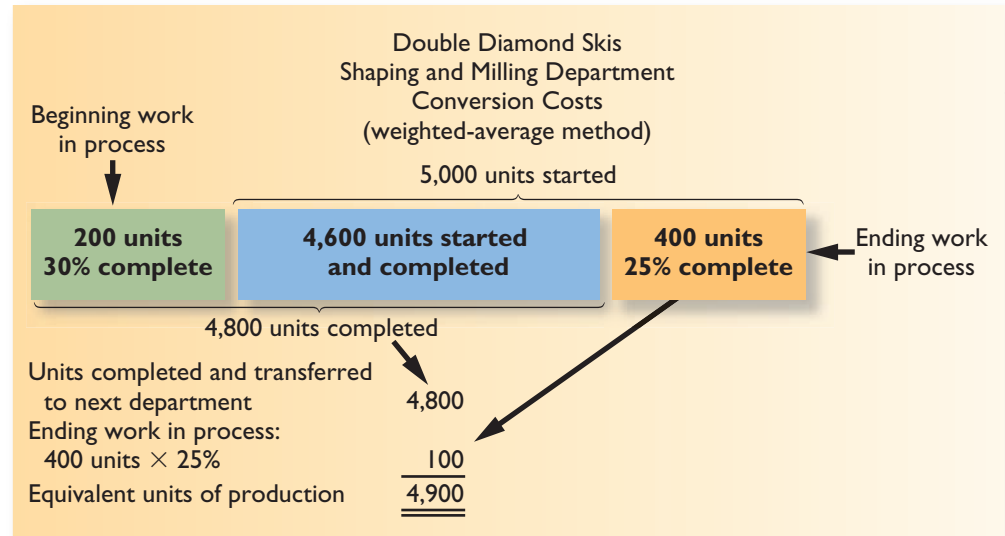 Double Diamond Skis
Shaping and Milling Department
Conversion Costs
(weighted-average method)
Beginning work
in process
5,000 units started
200 units
30% complete
4,600 units started
and completed
400 units
25% complete
Ending work
in process
4,800 units completed
Units completed and transferred
to next department 4,800
Ending work in process:
400 units × 25% 100
Equivalent units of production 4,900